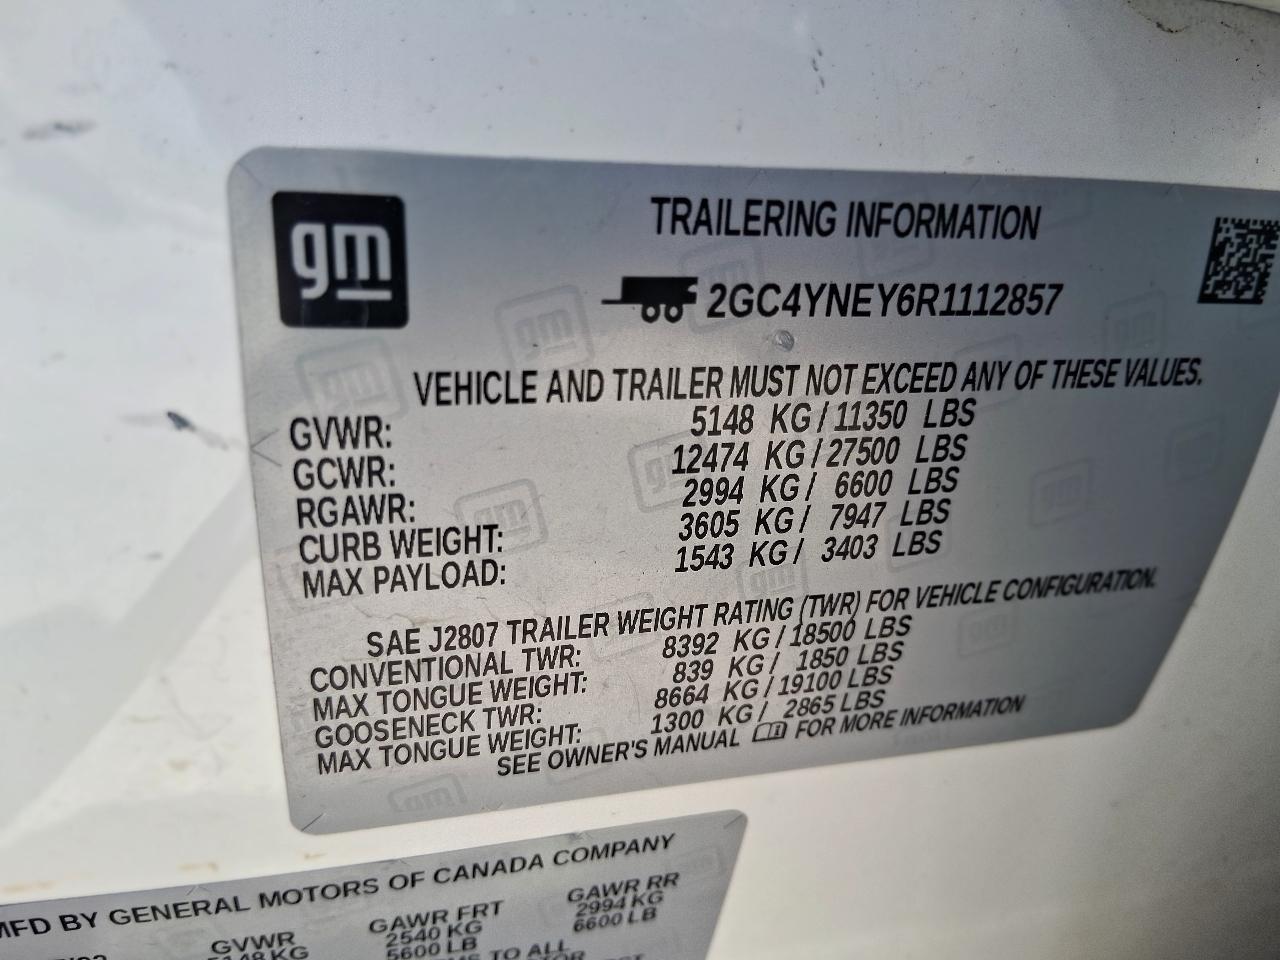 gm
TRAILERING INFORMATION
2GC4YNEY6R1112857
VEHICLE AND TRAILER MUST NOT EXCEED ANY OF THESE VALUES.
GVWR: 5148 KG / 11350 LBS
GCWR: 12474 KG / 27500 LBS
RGAWR: 2994 KG / 6600 LBS
CURB WEIGHT: 3605 KG / 7947 LBS
MAX PAYLOAD: 1543 KG / 3403 LBS
SAE J2807 TRAILER WEIGHT RATING (TWR) FOR VEHICLE CONFIGURATION.
CONVENTIONAL TWR: 8392 KG / 18500 LBS
MAX TONGUE WEIGHT: 839 KG / 1850 LBS
GOOSENECK TWR: 8664 KG / 19100 LBS
MAX TONGUE WEIGHT: 1300 KG / 2865 LBS
SEE OWNER'S MANUAL FOR MORE INFORMATION
MFD BY GENERAL MOTORS OF CANADA COMPANY
GVWR GAWR FRT GAWR RR
5148 KG 2540 KG 2994 KG
5600 LB 6600 LB
TO ALL